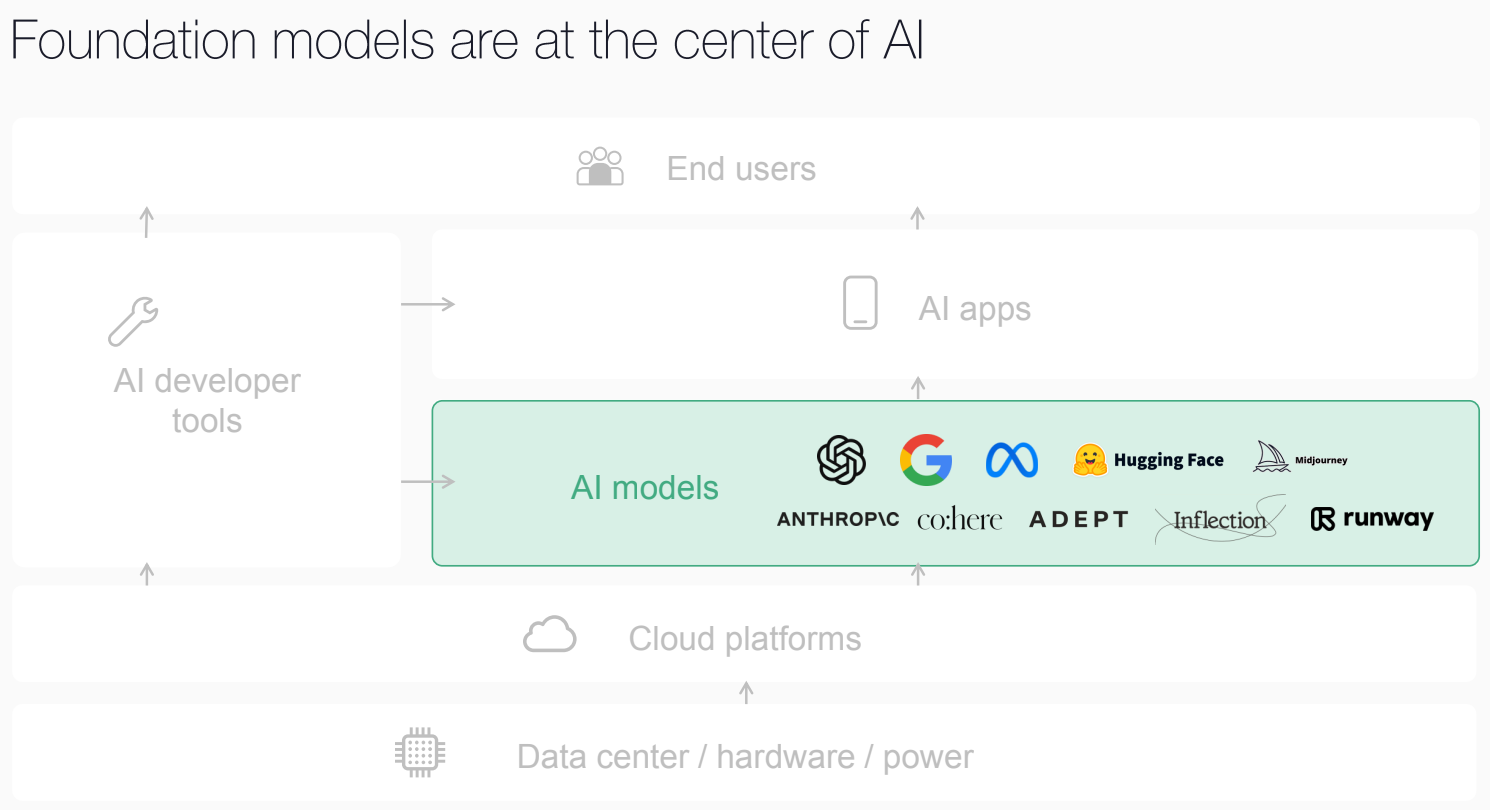 Foundation models are at the center of AI
End users
AI apps
AI developer
tools
AI models
Hugging Face
Midjourney
ANTHROP\C
co:here
ADEPT
Inflection
runway
Cloud platforms
Data center / hardware / power